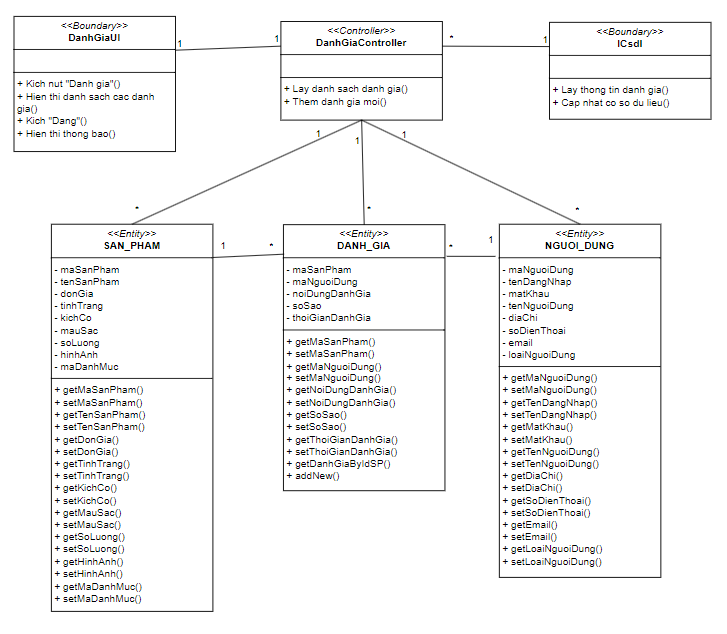 <<Boundary>>
DanhGiaUI
+ Kich nut "Danh gia"()
+ Hien thi danh sach cac danh
gia()
+ Kich "Dang"()
+ Hien thi thong bao()
1
1
<<Controller>>
DanhGiaController
+ Lay danh sach danh gia()
+ Them danh gia moi()
*
1
<<Boundary>>
ICsdl
+ Lay thong tin danh gia()
+ Cap nhat co so du lieu()
1
1
1
*
*
*
<<Entity>>
SAN_PHAM
- maSanPham
- tenSanPham
- donGia
- tinhTrang
- kichCo
- mauSac
- soLuong
- hinhAnh
- maDanhMuc
+ getMaSanPham()
+ setMaSanPham()
+ getTenSanPham()
+ setTenSanPham()
+ getDonGia()
+ setDonGia()
+ getTinhTrang()
+ setTinhTrang()
+ getKichCo()
+ setKichCo()
+ getMauSac()
+ setMauSac()
+ getSoLuong()
+ setSoLuong()
+ getHinhAnh()
+ setHinhAnh()
+ getMaDanhMuc()
+ setMaDanhMuc()
1
*
<<Entity>>
DANH_GIA
- maSanPham
- maNguoiDung
- noiDungDanhGia
- soSao
- thoiGianDanhGia
+ getMaSanPham()
+ setMaSanPham()
+ getMaNguoiDung()
+ setMaNguoiDung()
+ getNoiDungDanhGia()
+ setNoiDungDanhGia()
+ getSoSao()
+ setSoSao()
+ getThoiGianDanhGia()
+ setThoiGianDanhGia()
+ getDanhGiaByIdSP()
+ addNew()
*
1
<<Entity>>
NGUOI_DUNG
- maNguoiDung
- tenDangNhap
- matKhau
- tenNguoiDung
- diaChi
- soDienThoai
- email
- loaiNguoiDung
+ getMaNguoiDung()
+ setMaNguoiDung()
+ getTenDangNhap()
+ setTenDangNhap()
+ getMatKhau()
+ setMatKhau()
+ getTenNguoiDung()
+ setTenNguoiDung()
+ getDiaChi()
+ setDiaChi()
+ getSoDienThoai()
+ setSoDienThoai()
+ getEmail()
+ setEmail()
+ getLoaiNguoiDung()
+ setLoaiNguoiDung()